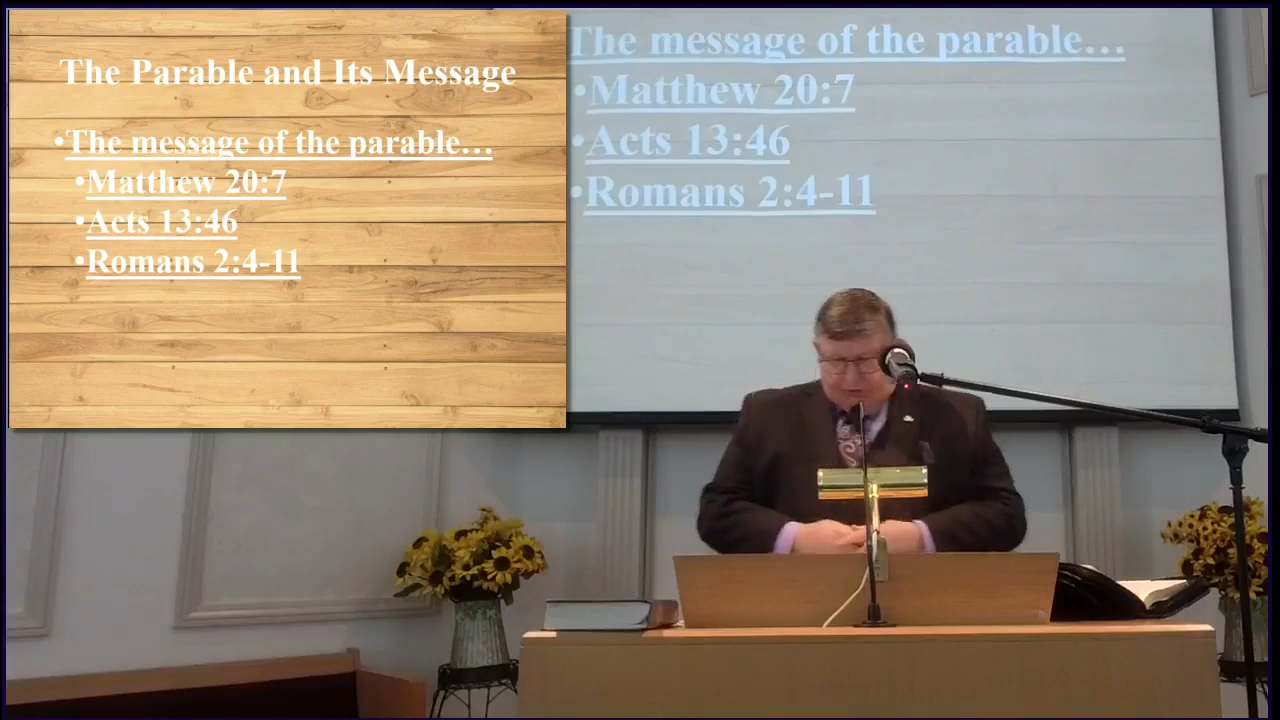 The Parable and Its Message
•The message of the parable…
•Matthew 20:7
•Acts 13:46
•Romans 2:4-11
The message of the parable…
•Matthew 20:7
•Acts 13:46
•Romans 2:4-11